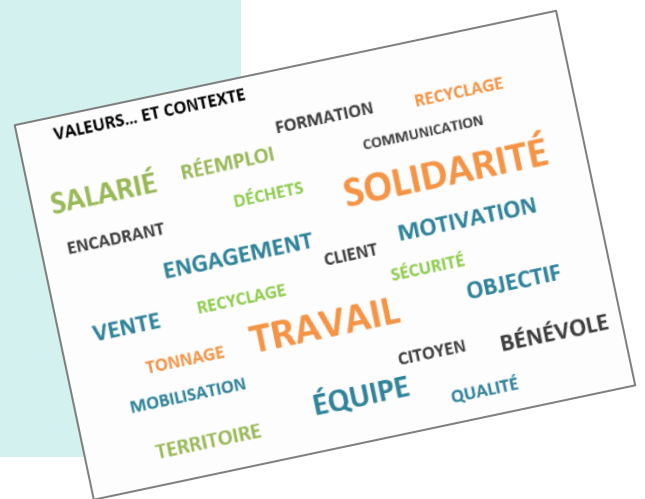 VALEURS... ET CONTEXTE
FORMATION
RECYCLAGE
COMMUNICATION
SALARIÉ
RÉEMPLOI
DÉCHETS
SOLIDARITÉ
ENCADRANT
ENGAGEMENT
CLIENT
MOTIVATION
SÉCURITÉ
VENTE
RECYCLAGE
TRAVAIL
OBJECTIF
TONNAGE
CITOYEN
BÉNÉVOLE
MOBILISATION
ÉQUIPE
QUALITÉ
TERRITOIRE